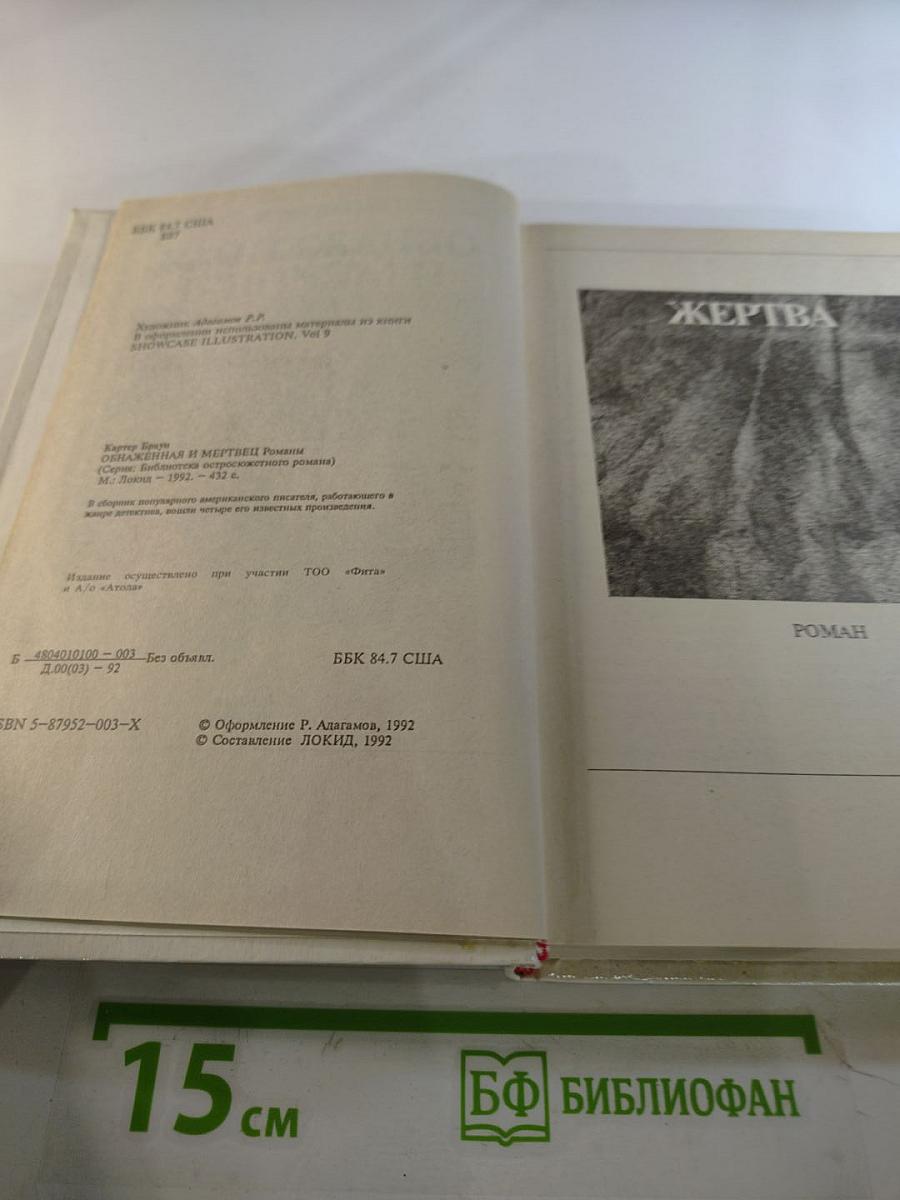 ББК 84.7 США
Художник Адагамов Р.Р.
В оформлении использованы материалы из книги
SHOWCASE ILLUSTRATION, Vol 9
Картер Браун
ОБНАЖЕННАЯ И МЕРТВЕЦ Романы
(Серия: Библиотека остросюжетного романа)
М.: Локид — 1992. — 432 с.
В сборник популярного американского писателя, работающего в
жанре детектива, вошли четыре его известных произведения.
Издание осуществлено при участии ТОО «Фита»
и А/о «Атола»
Б 4804010100 — 003 Без объявл.
Д.00(03) — 92
ББК 84.7 США
SBN 5—87952—003—X
© Оформление Р. Адагамов, 1992
© Составление ЛОКИД, 1992
ЖЕРТВА
РОМАН
15 см
БФ БИБЛИОФАН